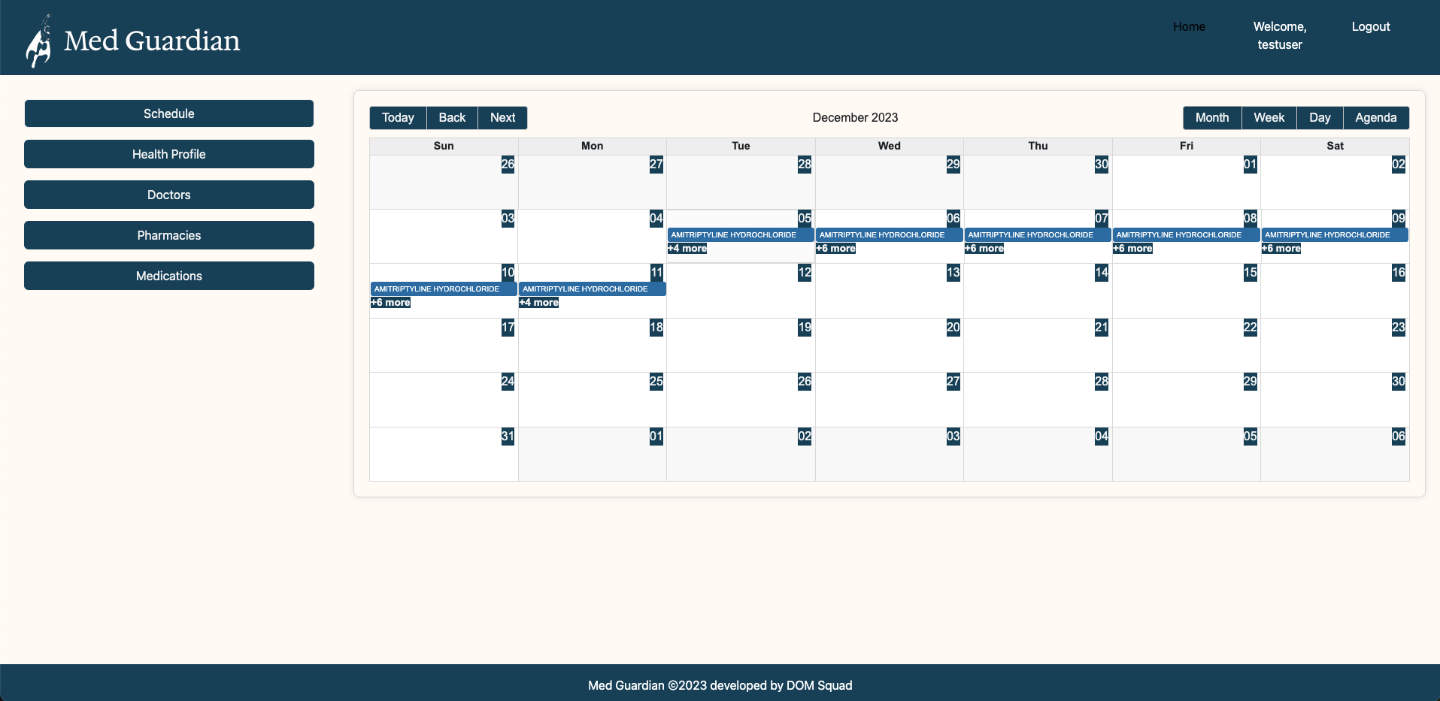 Med Guardian
Home
Welcome,
testuser
Logout
Schedule
Health Profile
Doctors
Pharmacies
Medications
Today Back Next
December 2023
Month Week Day Agenda
Sun Mon Tue Wed Thu Fri Sat
26 27 28 29 30 01 02
03 04 05 06 07 08 09
AMITRIPTYLINE HYDROCHLORIDE AMITRIPTYLINE HYDROCHLORIDE AMITRIPTYLINE HYDROCHLORIDE AMITRIPTYLINE HYDROCHLORIDE AMITRIPTYLINE HYDROCHLORIDE
+4 more +6 more +6 more +6 more +6 more
10 11 12 13 14 15 16
AMITRIPTYLINE HYDROCHLORIDE AMITRIPTYLINE HYDROCHLORIDE
+6 more +4 more
17 18 19 20 21 22 23
24 25 26 27 28 29 30
31 01 02 03 04 05 06
Med Guardian ©2023 developed by DOM Squad